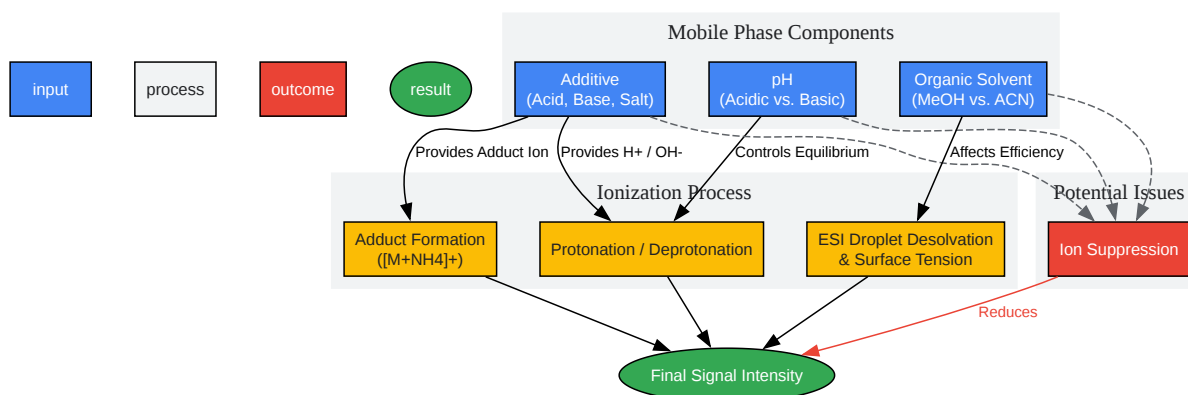 Mobile Phase Components
input
process
outcome
result
Additive
(Acid, Base, Salt)
pH
(Acidic vs. Basic)
Organic Solvent
(MeOH vs. ACN)
Provides Adduct Ion
Provides H+ / OH-
Controls Equilibrium
Affects Efficiency
Ionization Process
Potential Issues
Adduct Formation
([M+NH4]+)
Protonation / Deprotonation
ESI Droplet Desolvation
& Surface Tension
Ion Suppression
Reduces
Final Signal Intensity